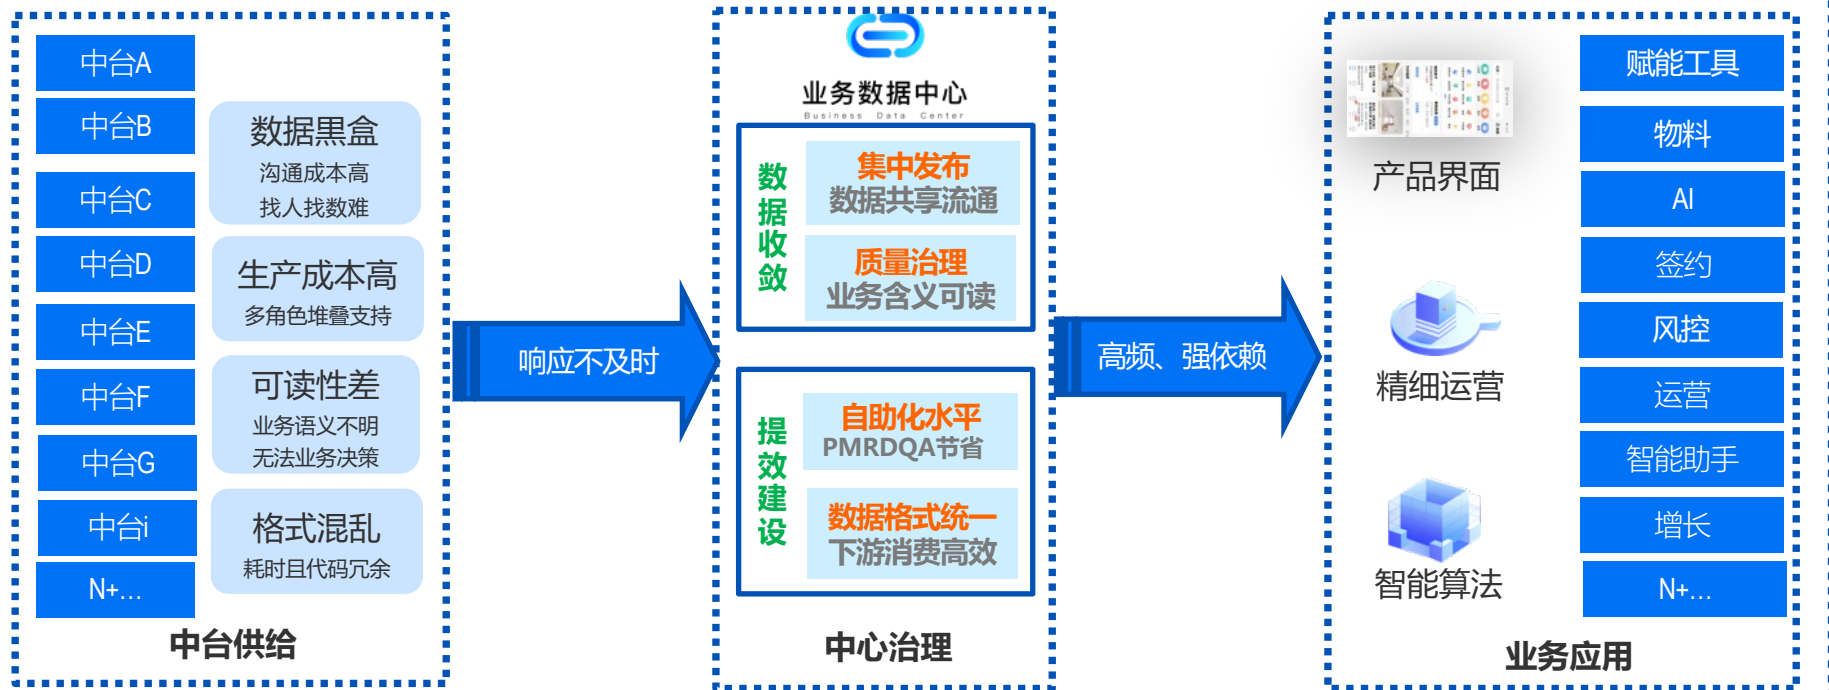 中台A
中台B
中台C
中台D
中台E
中台F
中台G
中台i
N+...
数据黑盒
沟通成本高
找人找数难
生产成本高
多角色堆叠支持
可读性差
业务语义不明
无法业务决策
格式混乱
耗时且代码冗余
中台供给
响应不及时
业务数据中心
Business Data Center
数据收敛
集中发布
数据共享流通
质量治理
业务含义可读
提效建设
自助化水平
PMRDQA节省
数据格式统一
下游消费高效
中心治理
高频、强依赖
产品界面
精细运营
智能算法
赋能工具
物料
AI
签约
风控
运营
智能助手
增长
N+...
业务应用